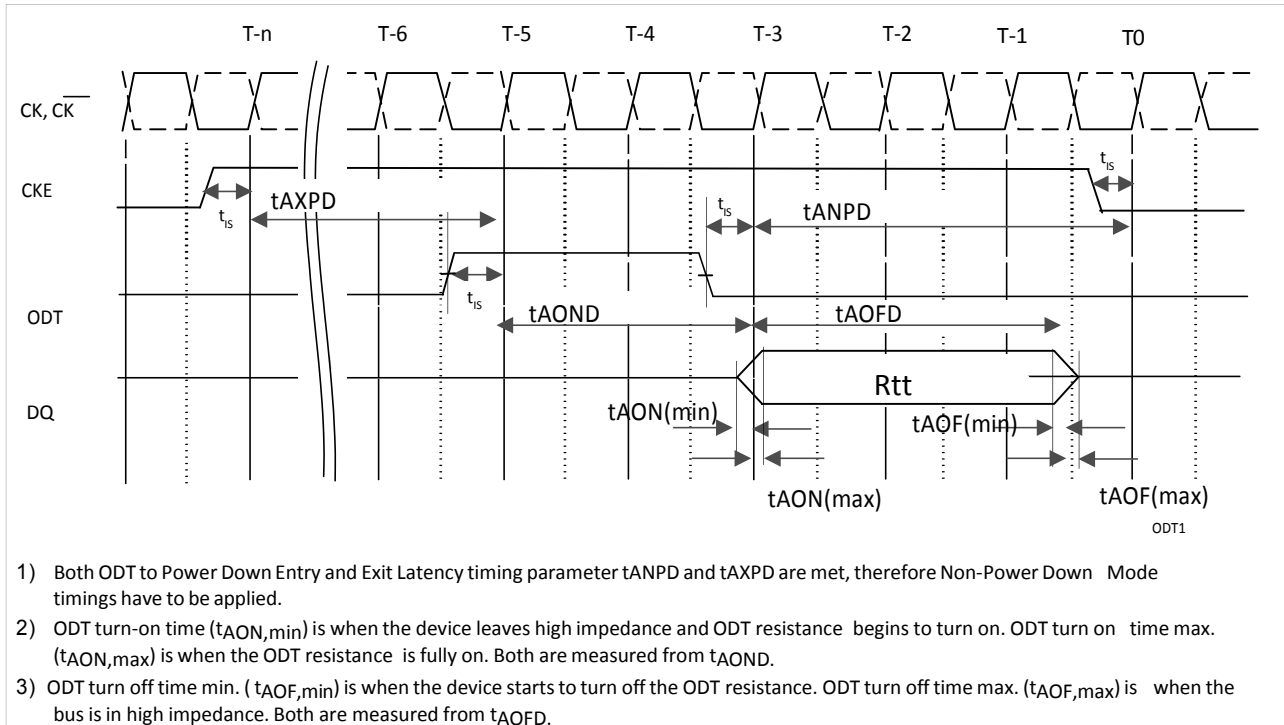 T-n T-6 T-5 T-4 T-3 T-2 T-1 T0
CK, CK
CKE
tIS
tIS
tAXPD
tIS
tANPD
tIS
ODT
tAOND
tAOFD
Rtt
DQ
tAON(min)
tAOF(min)
tAON(max)
tAOF(max)
ODT1
1) Both ODT to Power Down Entry and Exit Latency timing parameter tANPD and tAXPD are met, therefore Non-Power Down Mode
timings have to be applied.
2) ODT turn-on time (tAON,min) is when the device leaves high impedance and ODT resistance begins to turn on. ODT turn on time max.
(tAON,max) is when the ODT resistance is fully on. Both are measured from tAOND.
3) ODT turn off time min. ( tAOF,min) is when the device starts to turn off the ODT resistance. ODT turn off time max. (tAOF,max) is when the
bus is in high impedance. Both are measured from tAOFD.